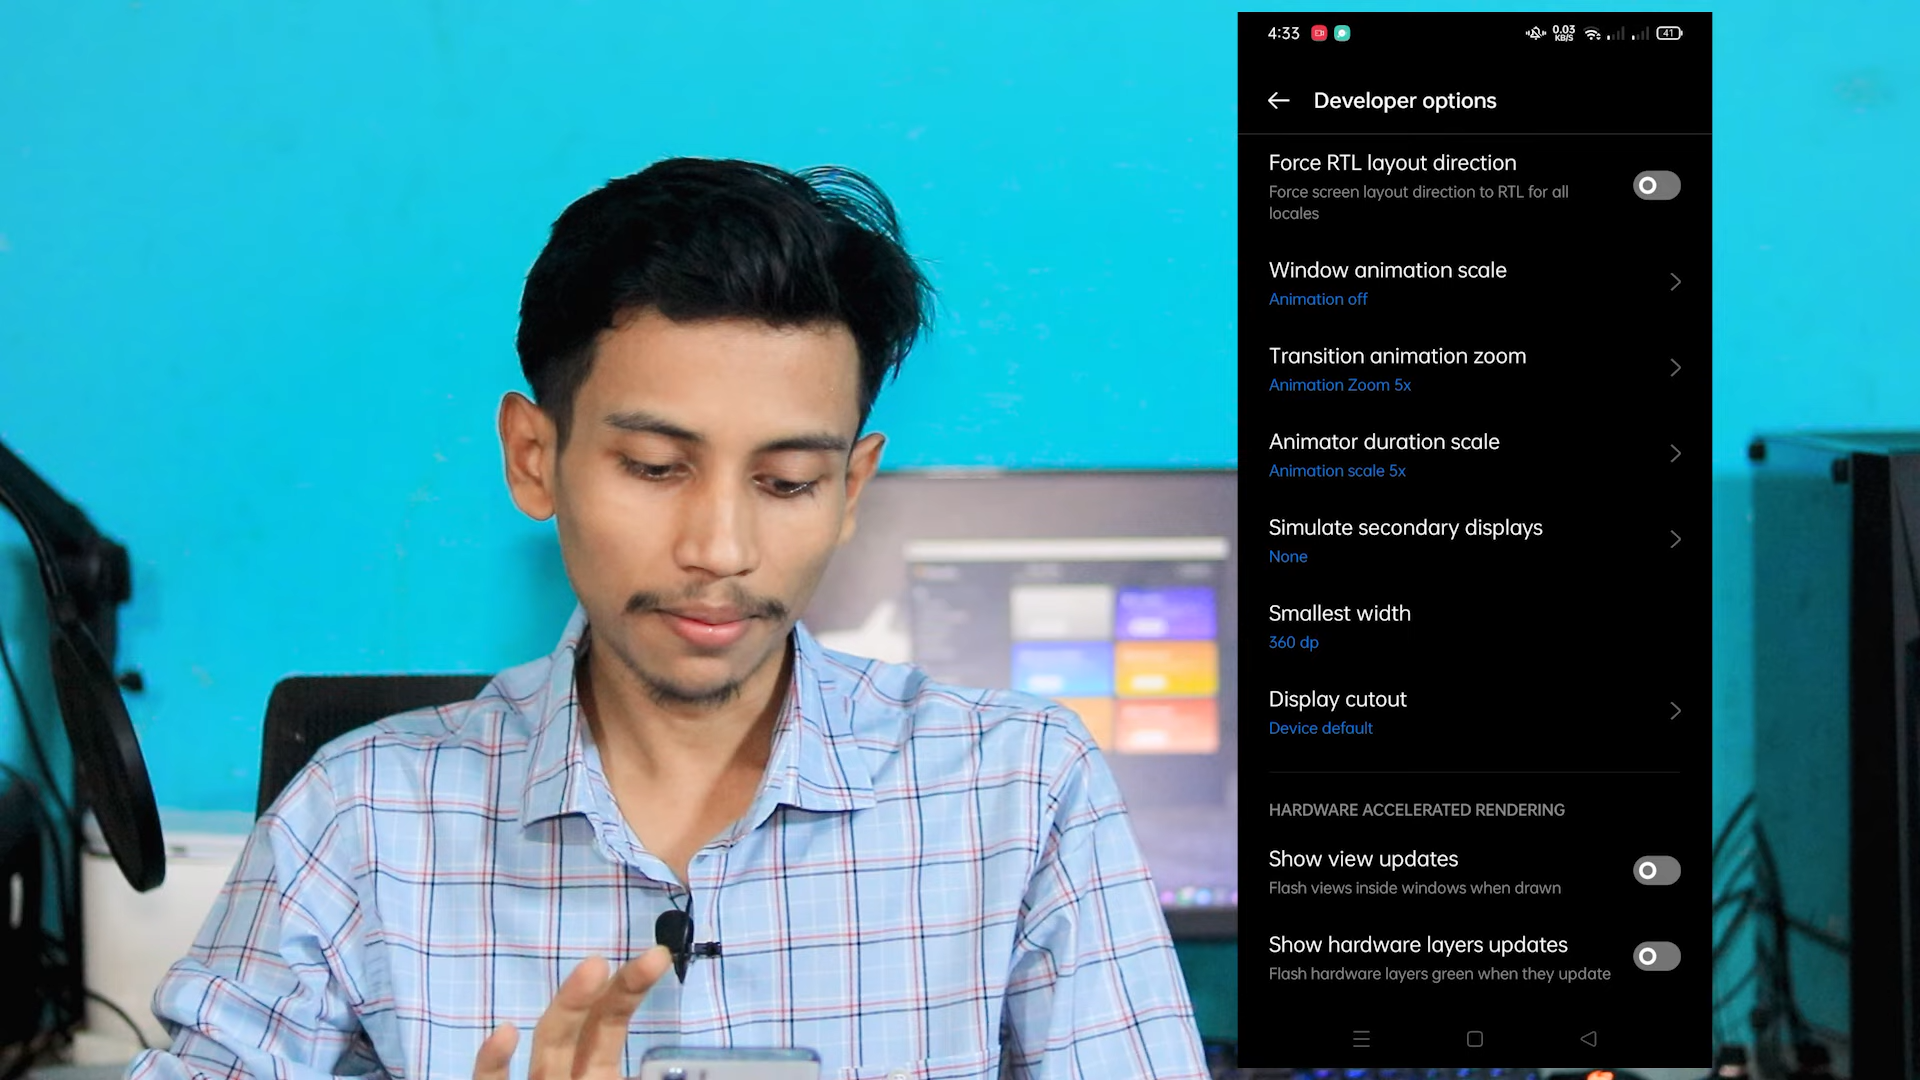 4:33
0.03
KB/S
41
Developer options
Force RTL layout direction
Force screen layout direction to RTL for all
locales
Window animation scale
Animation off
Transition animation zoom
Animation Zoom 5x
Animator duration scale
Animation scale 5x
Simulate secondary displays
None
Smallest width
360 dp
Display cutout
Device default
HARDWARE ACCELERATED RENDERING
Show view updates
Flash views inside windows when drawn
Show hardware layers updates
Flash hardware layers green when they update